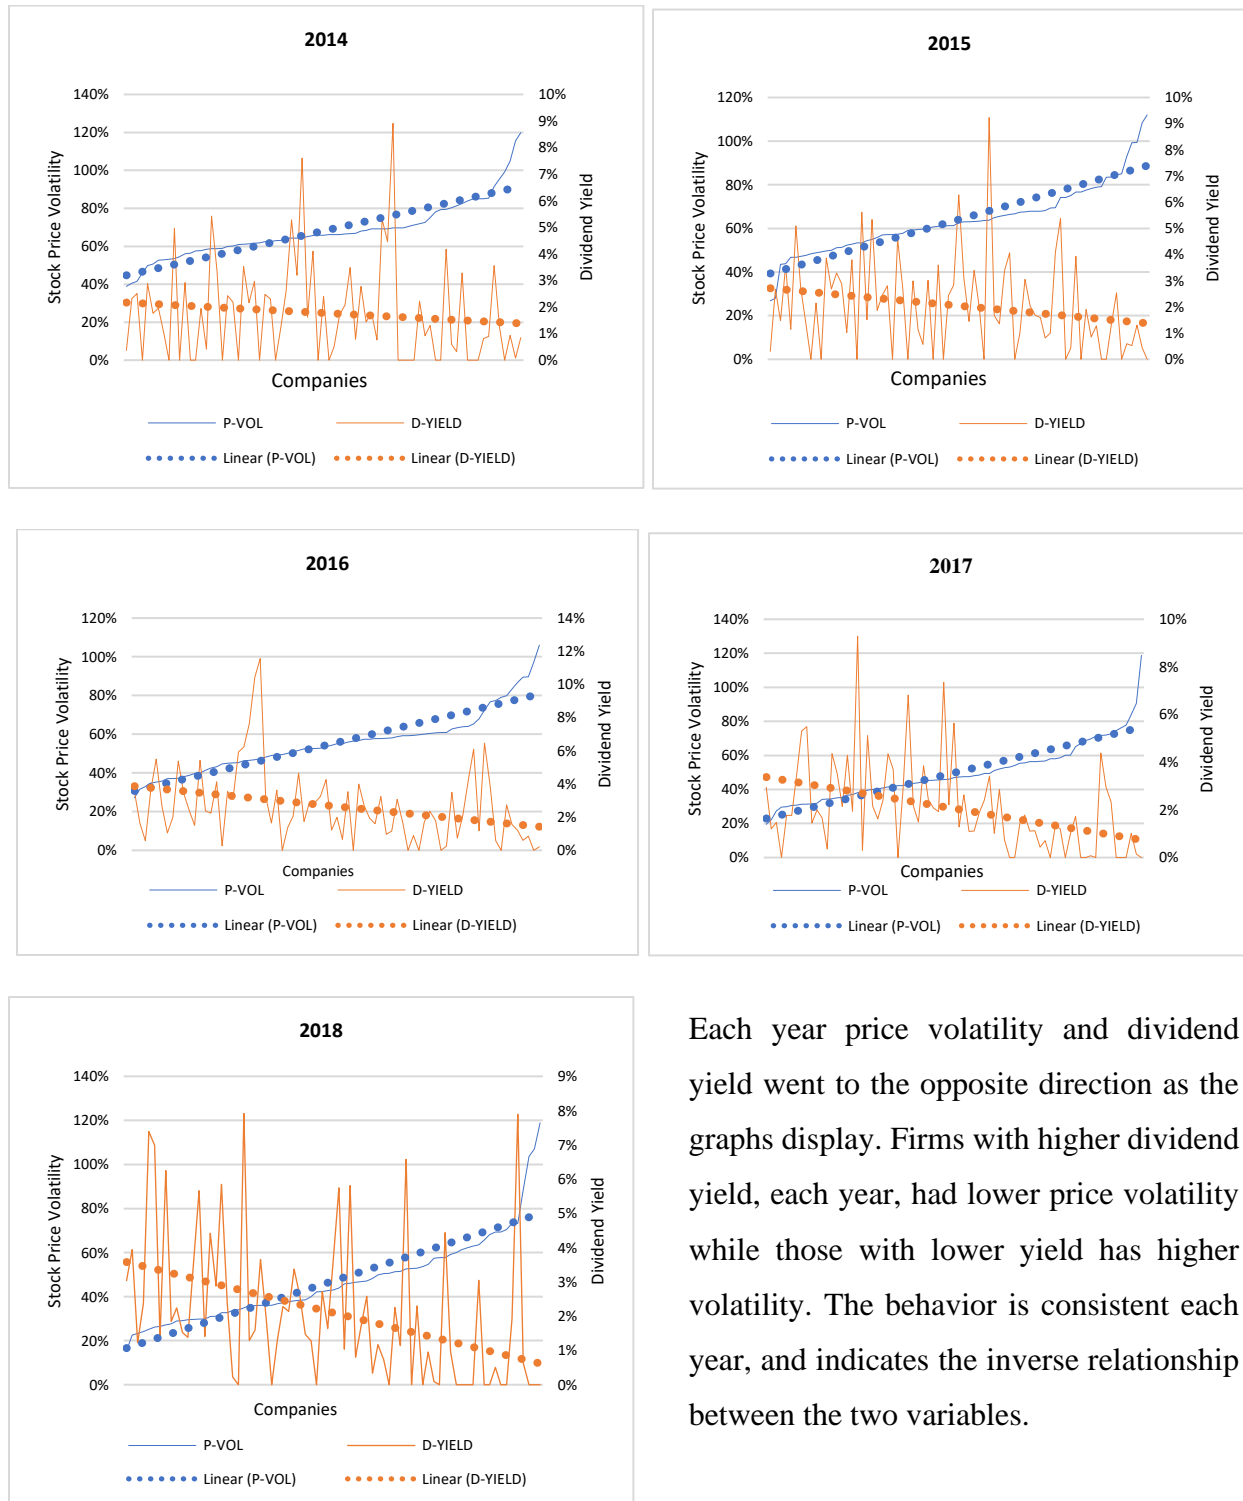 2014
140%
120%
100%
80%
60%
40%
20%
0%
10%
9%
8%
7%
6%
5%
4%
3%
2%
1%
0%
Stock Price Volatility
Dividend Yield
Companies
P-VOL
D-YIELD
Linear (P-VOL)
Linear (D-YIELD)
2015
120%
100%
80%
60%
40%
20%
0%
10%
9%
8%
7%
6%
5%
4%
3%
2%
1%
0%
Stock Price Volatility
Dividend Yield
Companies
P-VOL
D-YIELD
Linear (P-VOL)
Linear (D-YIELD)
2016
120%
100%
80%
60%
40%
20%
0%
14%
12%
10%
8%
6%
4%
2%
0%
Stock Price Volatility
Dividend Yield
Companies
P-VOL
D-YIELD
Linear (P-VOL)
Linear (D-YIELD)
2017
140%
120%
100%
80%
60%
40%
20%
0%
10%
8%
6%
4%
2%
0%
Stock Price Volatility
Dividend Yield
Companies
P-VOL
D-YIELD
Linear (P-VOL)
Linear (D-YIELD)
2018
140%
120%
100%
80%
60%
40%
20%
0%
9%
8%
7%
6%
5%
4%
3%
2%
1%
0%
Stock Price Volatility
Dividend Yield
Companies
P-VOL
D-YIELD
Linear (P-VOL)
Linear (D-YIELD)
Each year price volatility and dividend
yield went to the opposite direction as the
graphs display. Firms with higher dividend
yield, each year, had lower price volatility
while those with lower yield has higher
volatility. The behavior is consistent each
year, and indicates the inverse relationship
between the two variables.